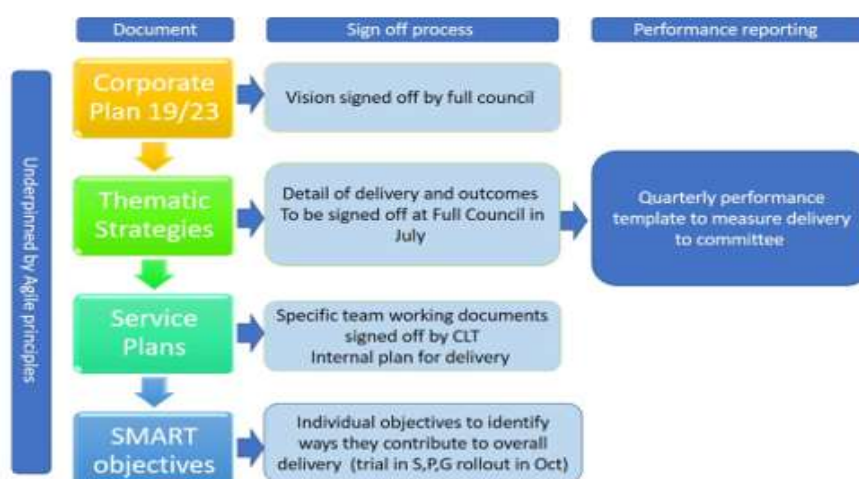 Document
Sign off process
Performance reporting
Underpinned by Agile principles
Corporate
Plan 19/23
Vision signed off by full council
Thematic
Strategies
Detail of delivery and outcomes
To be signed off at Full Council in
July
Quarterly performance
template to measure delivery
to committee
Service
Plans
Specific team working documents
signed off by CLT
Internal plan for delivery
SMART
objectives
Individual objectives to identify
ways they contribute to overall
delivery (trial in S,P,G rollout in Oct)